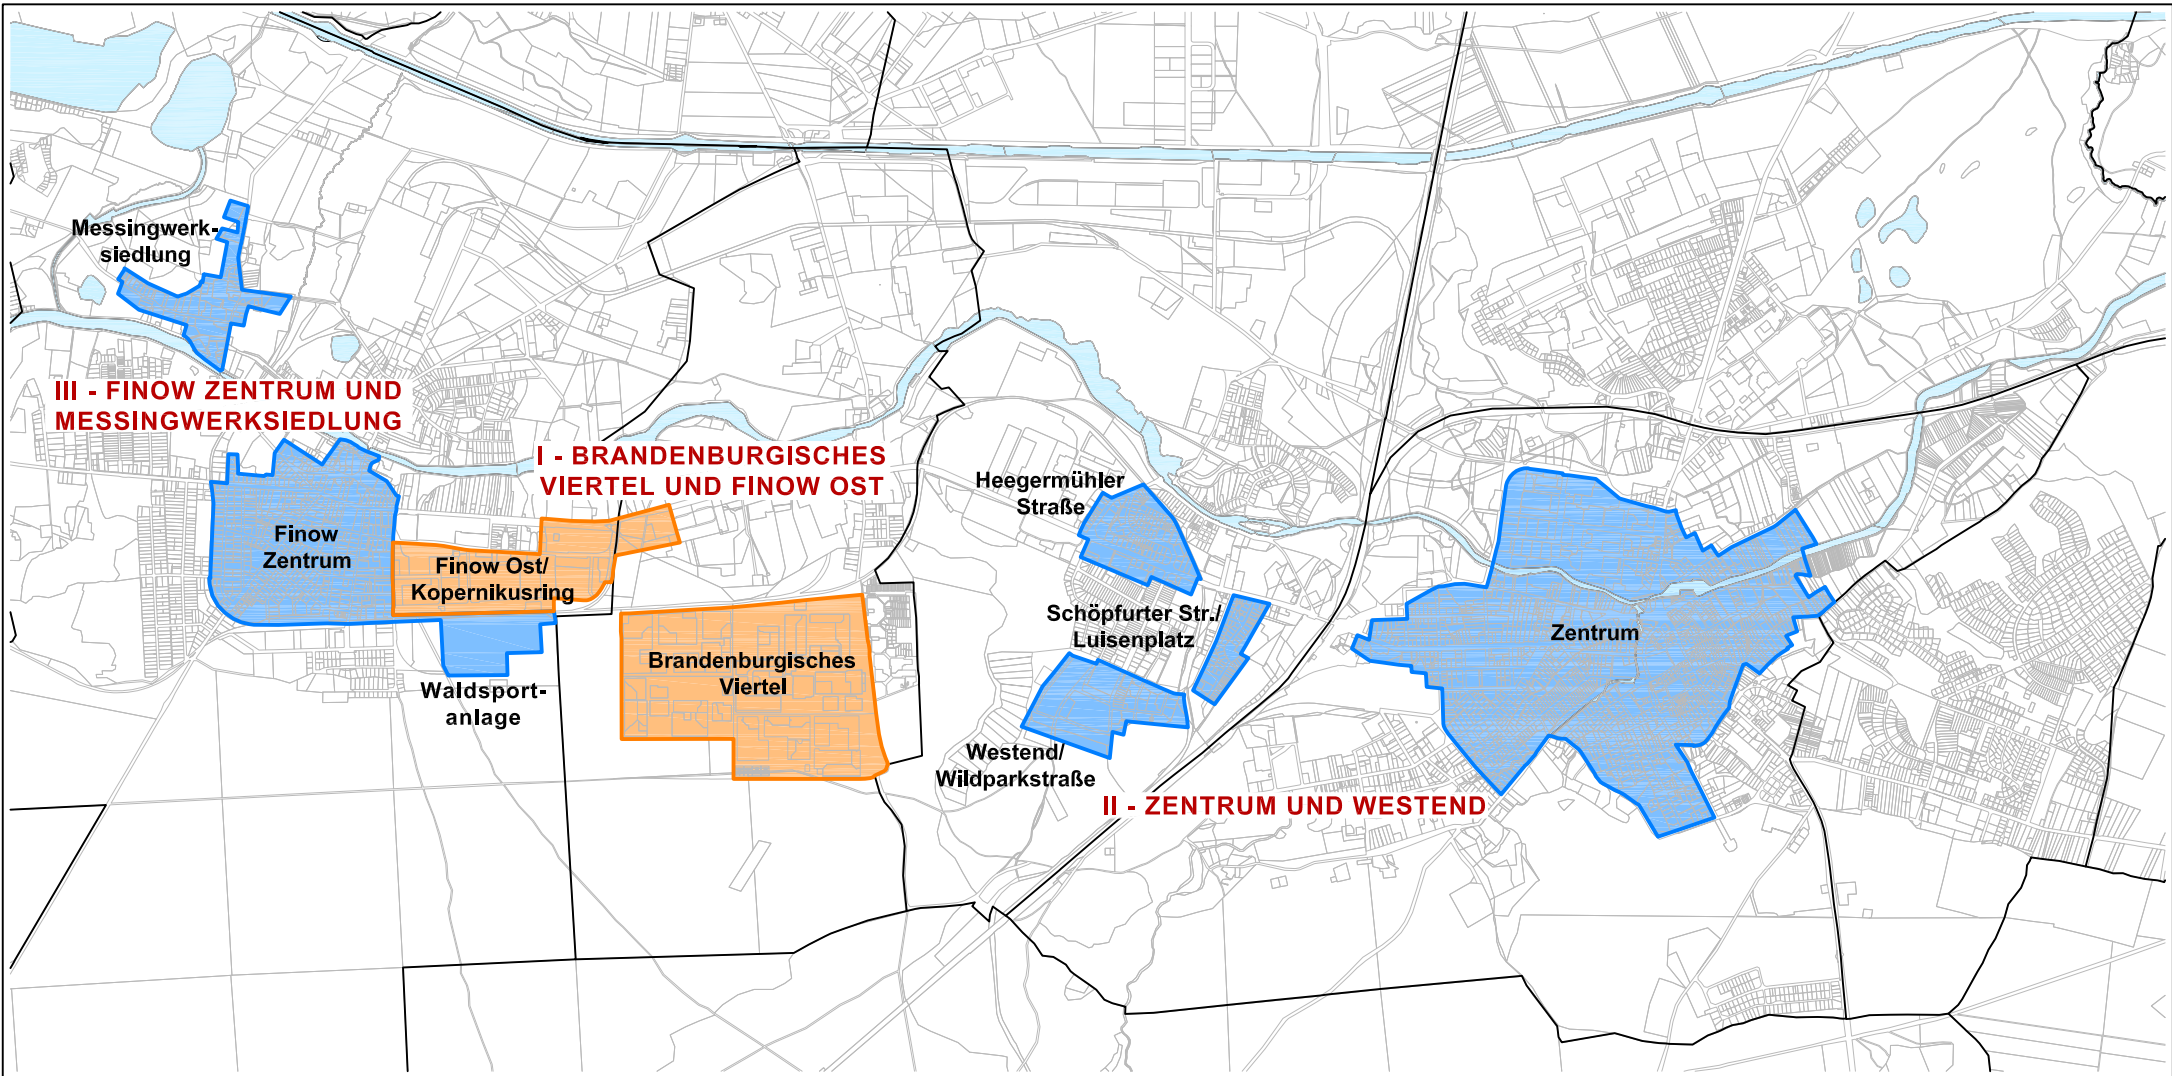 Messingwerk-
siedlung
III - FINOW ZENTRUM UND
MESSINGWERKSIEDLUNG
I - BRANDENBURGISCHES
VIERTEL UND FINOW OST
Heegermühler
Straße
Finow
Zentrum
Finow Ost/
Kopernikusring
Schöpfurter Str./
Luisenplatz
Zentrum
Brandenburgisches
Viertel
Waldsport-
anlage
Westend/
Wildparkstraße
II - ZENTRUM UND WESTEND